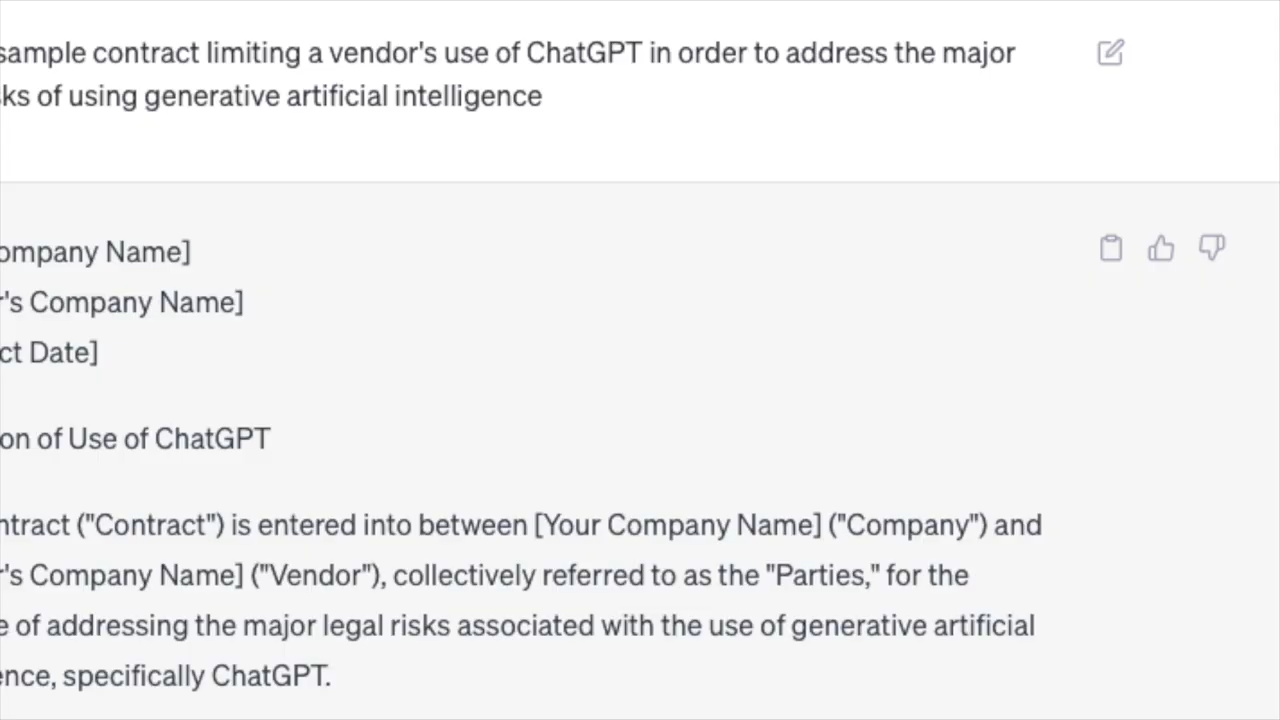 sample contract limiting a vendor's use of ChatGPT in order to address the major
ks of using generative artificial intelligence
ompany Name]
r's Company Name]
ct Date]
on of Use of ChatGPT
ntract ("Contract") is entered into between [Your Company Name] ("Company") and
r's Company Name] ("Vendor"), collectively referred to as the "Parties," for the
e of addressing the major legal risks associated with the use of generative artificial
ence, specifically ChatGPT.